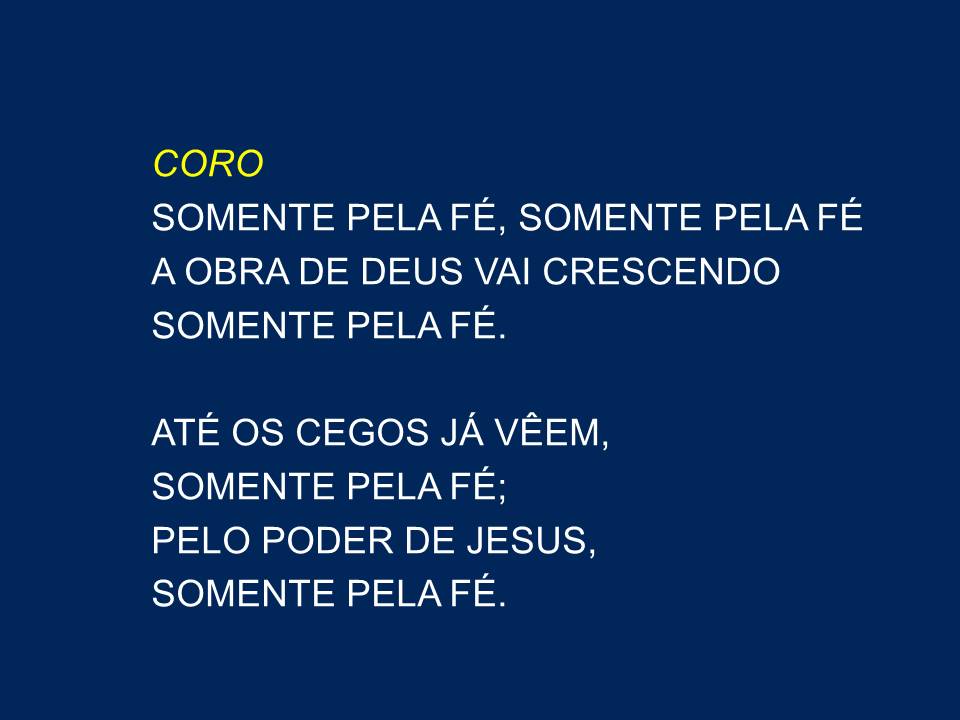 CORO
SOMENTE PELA FÉ, SOMENTE PELA FÉ
A OBRA DE DEUS VAI CRESCENDO
SOMENTE PELA FÉ.
ATÉ OS CEGOS JÁ VÊEM,
SOMENTE PELA FÉ;
PELO PODER DE JESUS,
SOMENTE PELA FÉ.